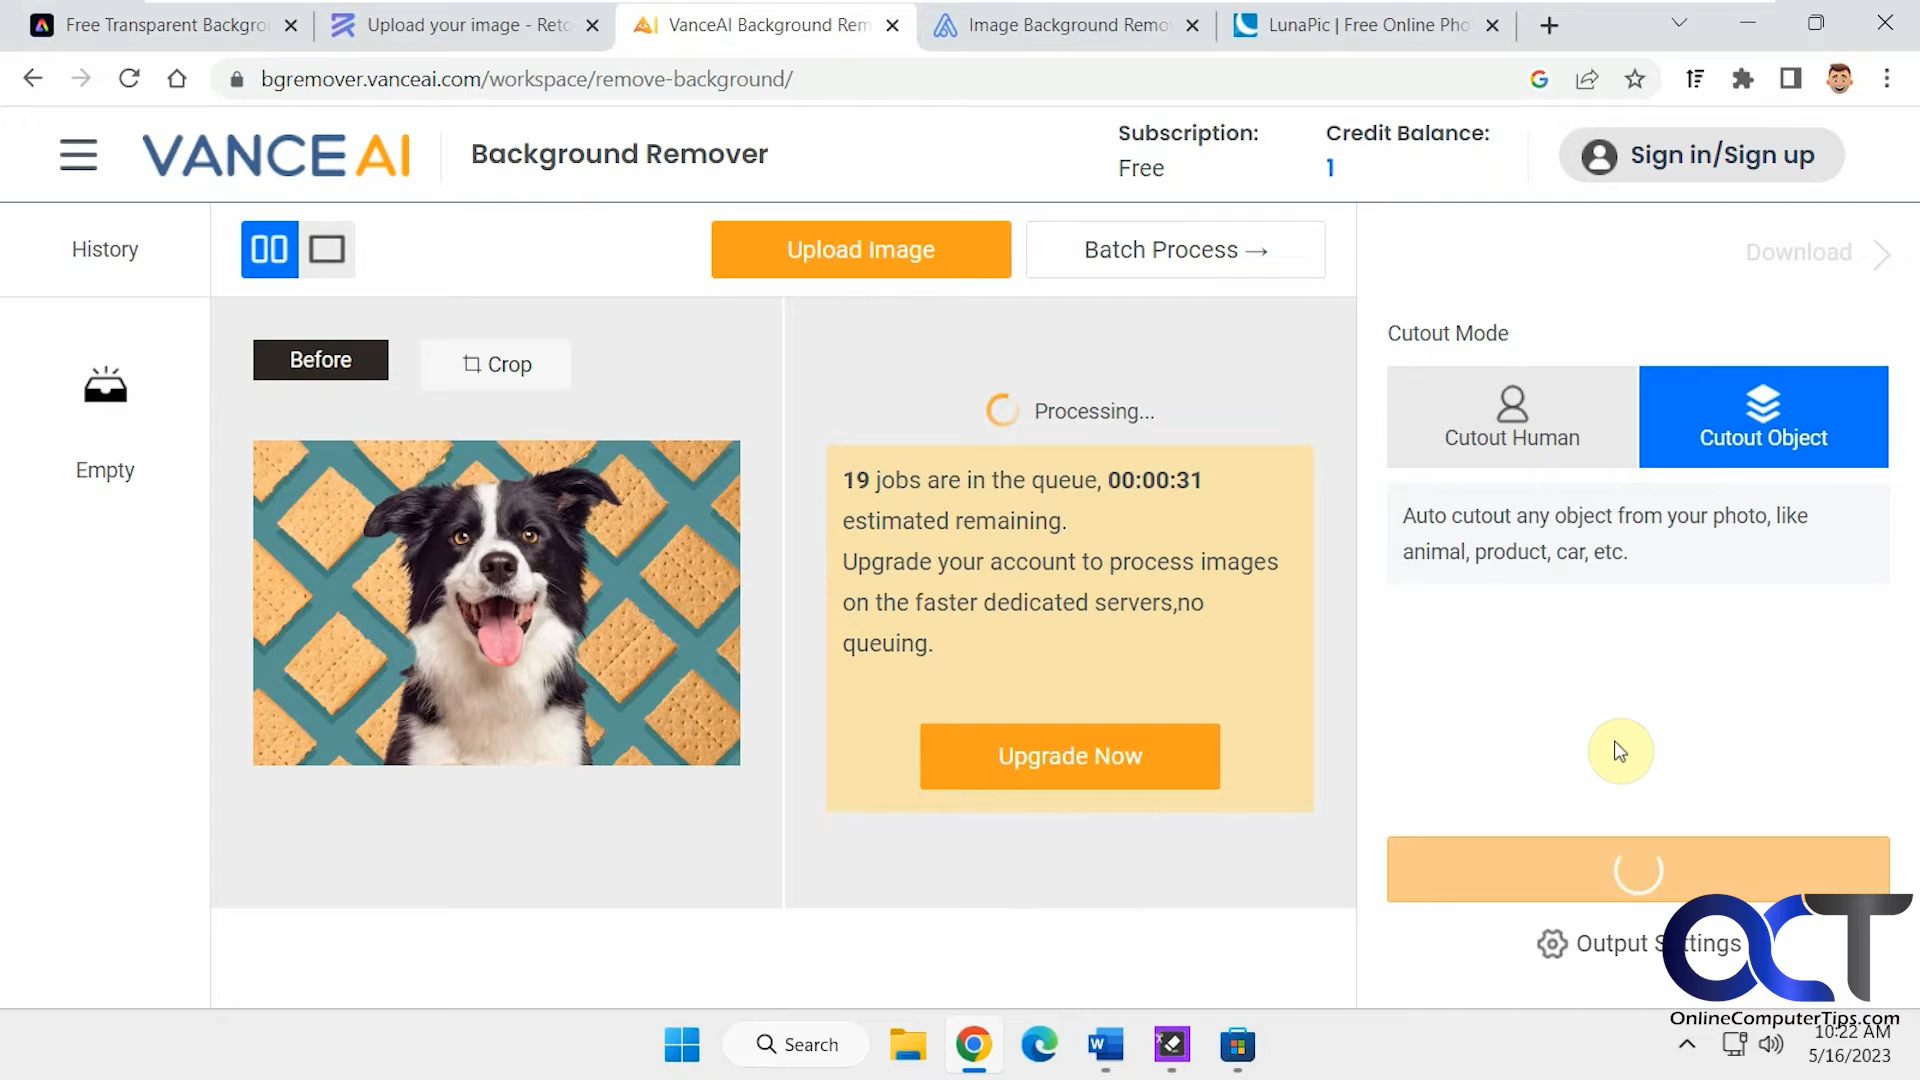 Free Transparent Backgro
Upload your image - Reto
VanceAI Background Rem
Image Background Remo
LunaPic | Free Online Pho
bgremover.vanceai.com/workspace/remove-background/
VANCE AI
Background Remover
Subscription:
Free
Credit Balance:
1
Sign in/Sign up
History
Upload Image
Batch Process →
Download
Before
Crop
Empty
Processing...
19 jobs are in the queue, 00:00:31
estimated remaining.
Upgrade your account to process images
on the faster dedicated servers,no
queuing.
Upgrade Now
Cutout Mode
Cutout Human
Cutout Object
Auto cutout any object from your photo, like
animal, product, car, etc.
Output Settings
OCT
OnlineComputerTips.com
Search
10:22 AM
5/16/2023